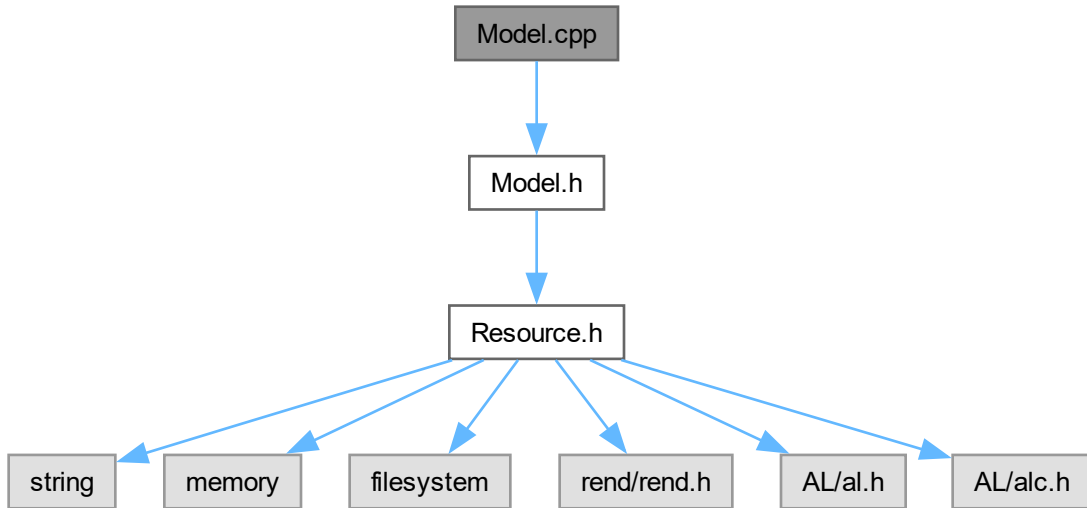 Model.cpp
Model.h
Resource.h
string
memory
filesystem
rend/rend.h
AL/al.h
AL/alc.h